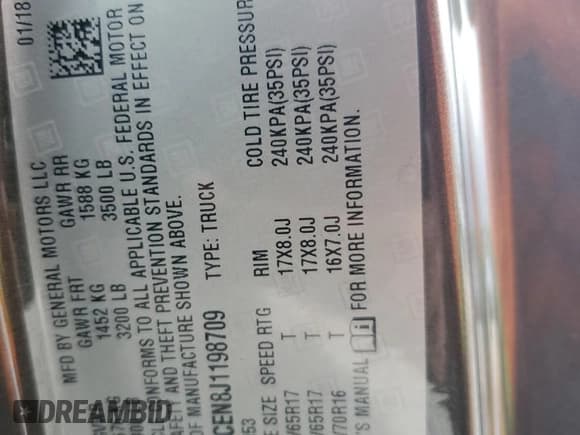 01/18
MFD BY GENERAL MOTORS LLC
GAWR FRT GAWR RR
1452 KG 1588 KG
3200 LB 3500 LB
CONFORMS TO ALL APPLICABLE U.S. FEDERAL MOTOR
AND THEFT PREVENTION STANDARDS IN EFFECT ON
OF MANUFACTURE SHOWN ABOVE.
CEN8J1198709 TYPE: TRUCK
E SIZE SPEED RTG RIM COLD TIRE PRESSUR
/65R17 T 17X8.0J 240KPA(35PSI)
/65R17 T 17X8.0J 240KPA(35PSI)
/70R16 T 16X7.0J 240KPA(35PSI)
'S MANUAL FOR MORE INFORMATION.
DREAMBID